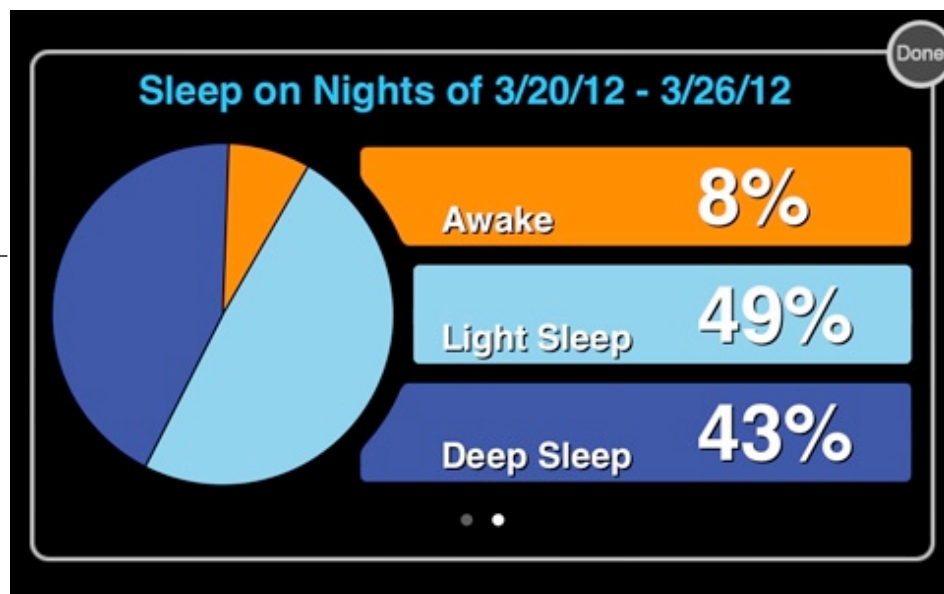 Done
Sleep on Nights of 3/20/12 - 3/26/12
Awake 8%
Light Sleep 49%
Deep Sleep 43%